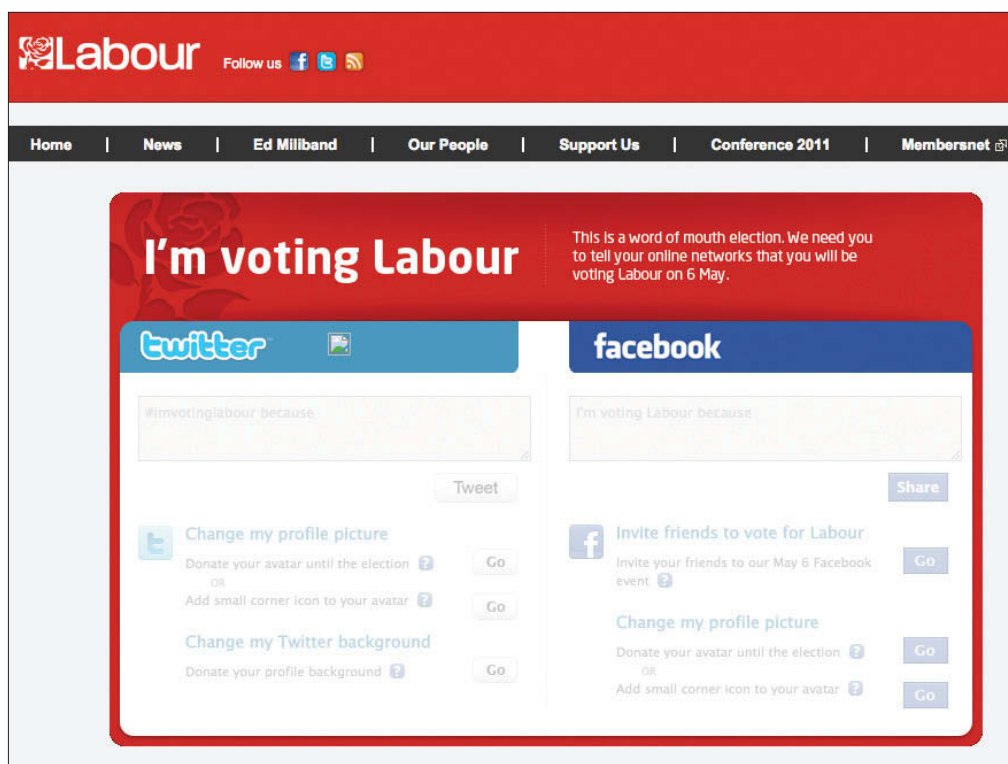 Labour Follow us
Home | News | Ed Miliband | Our People | Support Us | Conference 2011 | Membersnet
I'm voting Labour
This is a word of mouth election. We need you
to tell your online networks that you will be
voting Labour on 6 May.
twitter
#imvotinglabour because
Tweet
Change my profile picture
Donate your avatar until the election ? Go
OR
Add small corner icon to your avatar ? Go
Change my Twitter background
Donate your profile background ? Go
facebook
I'm voting Labour because
Share
Invite friends to vote for Labour
Invite your friends to our May 6 Facebook Go
event ?
Change my profile picture
Donate your avatar until the election ? Go
OR
Add small corner icon to your avatar ? Go